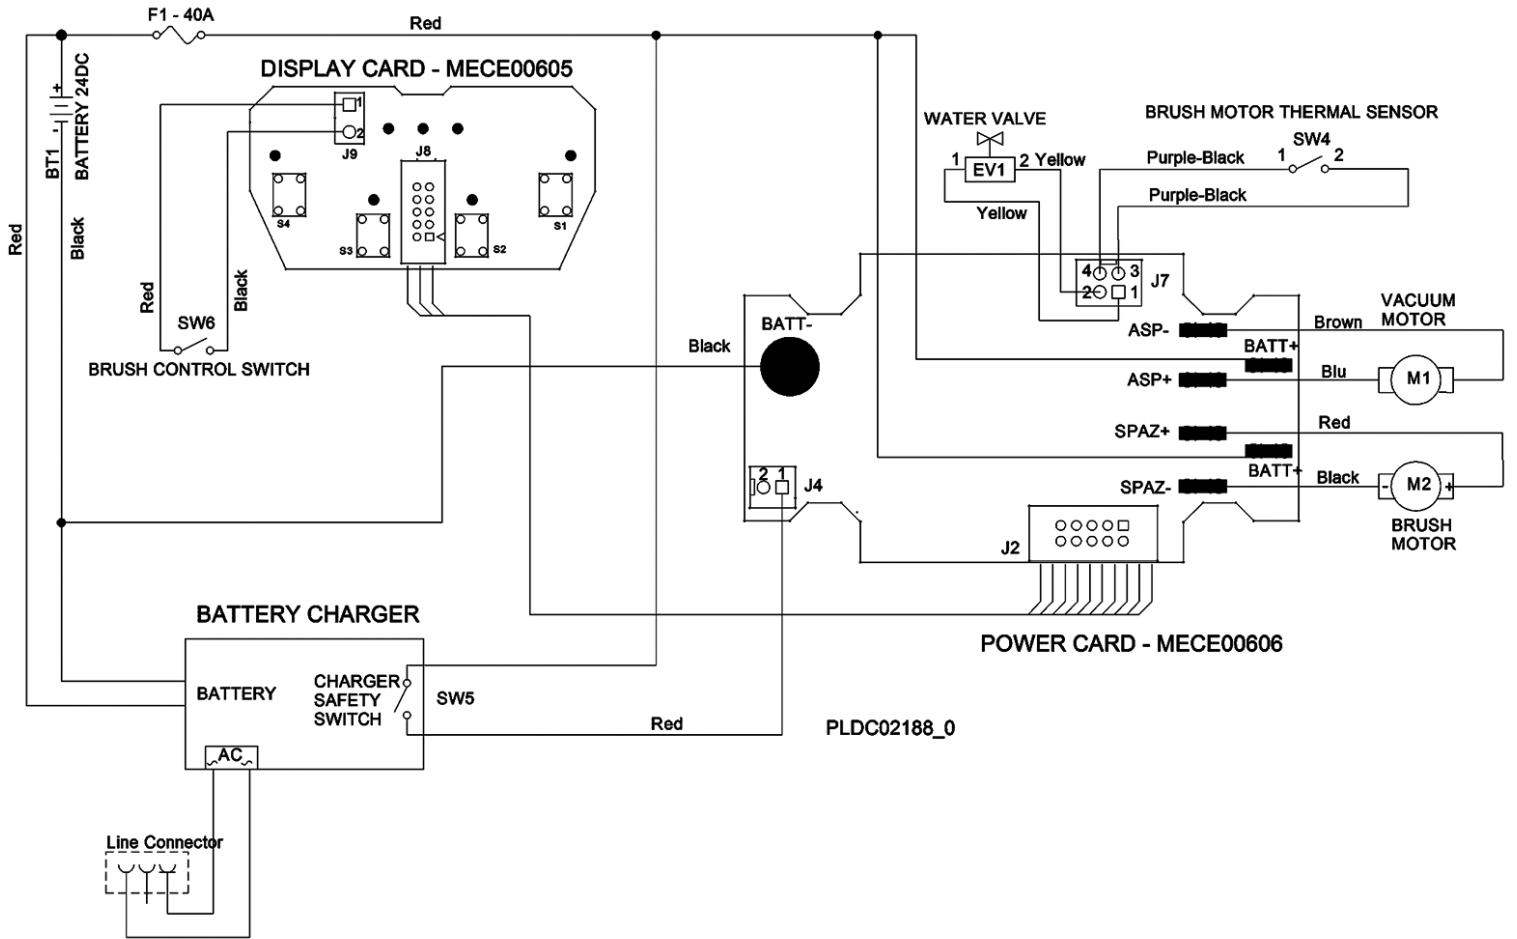 F1 - 40A
Red
DISPLAY CARD - MECE00605
+
BATTERY 24DC
-
BT1
1
2
J9
J8
S4
S3
S2
S1
Red
Black
Red
Black
SW6
BRUSH CONTROL SWITCH
WATER VALVE
1
EV1
2
Yellow
Yellow
BRUSH MOTOR THERMAL SENSOR
SW4
1
2
Purple-Black
Purple-Black
4
3
2
1
J7
BATT-
Black
ASP-
BATT+
ASP+
SPAZ+
BATT+
SPAZ-
Brown
VACUUM
MOTOR
Blu
M1
Red
Black
-
M2
+
BRUSH
MOTOR
2
1
J4
J2
POWER CARD - MECE00606
BATTERY CHARGER
BATTERY
CHARGER
SAFETY
SWITCH
SW5
Red
PLDC02188_0
AC
Line Connector